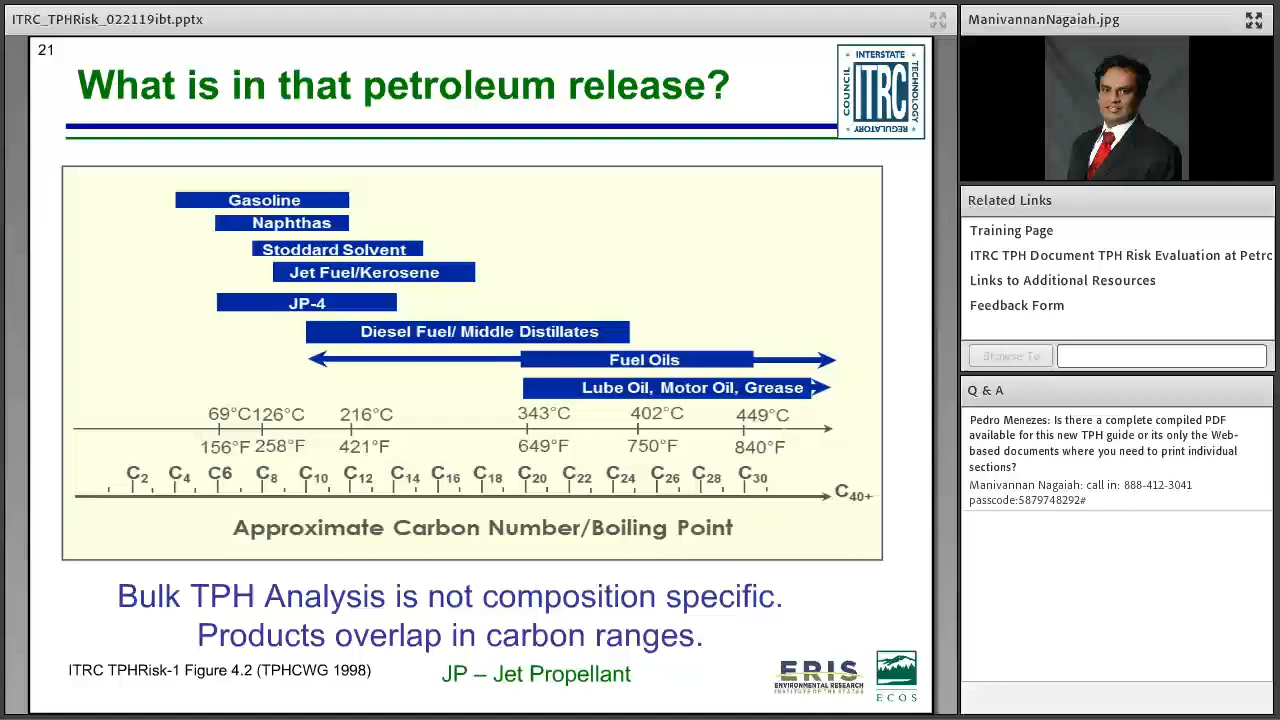 ITRC_TPHRisk_022119ibt.pptx
21
What is in that petroleum release?
INTERSTATE
COUNCIL
ITRC
TECHNOLOGY
REGULATORY
Gasoline
Naphthas
Stoddard Solvent
Jet Fuel/Kerosene
JP-4
Diesel Fuel/ Middle Distillates
Fuel Oils
Lube Oil, Motor Oil, Grease
69°C 126°C 216°C 343°C 402°C 449°C
156°F 258°F 421°F 649°F 750°F 840°F
C2 C4 C6 C8 C10 C12 C14 C16 C18 C20 C22 C24 C26 C28 C30
C40+
Approximate Carbon Number/Boiling Point
Bulk TPH Analysis is not composition specific.
Products overlap in carbon ranges.
ITRC TPHRisk-1 Figure 4.2 (TPHCWG 1998)
JP – Jet Propellant
ERIS
ENVIRONMENTAL RESEARCH
INSTITUTE OF THE STATES
ECOS
ManivannanNagaiah.jpg
Related Links
Training Page
ITRC TPH Document TPH Risk Evaluation at Petrc
Links to Additional Resources
Feedback Form
Browse To
Q & A
Pedro Menezes: Is there a complete compiled PDF
available for this new TPH guide or its only the Web-
based documents where you need to print individual
sections?
Manivannan Nagaiah: call in: 888-412-3041
passcode:5879748292#